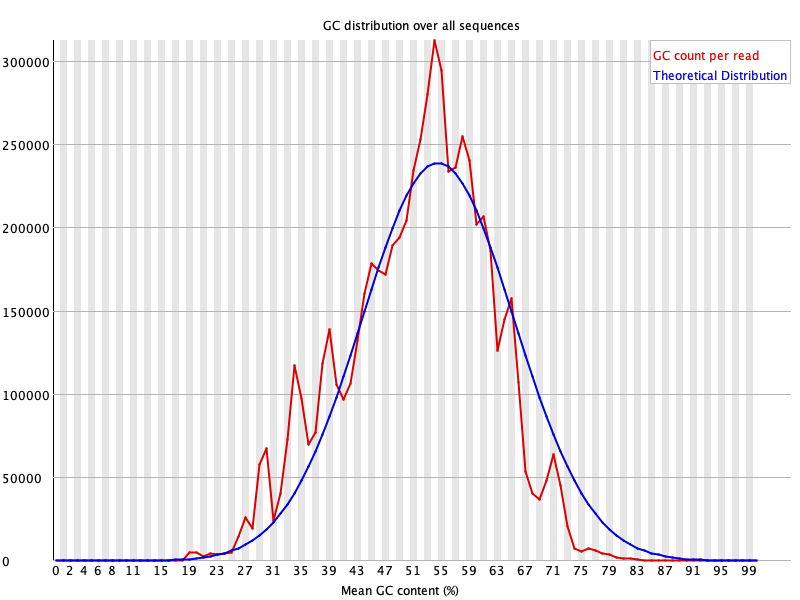 GC distribution over all sequences
GC count per read
Theoretical Distribution
300000
250000
200000
150000
100000
50000
0
0 2 4 6 8 11 15 19 23 27 31 35 39 43 47 51 55 59 63 67 71 75 79 83 87 91 95 99
Mean GC content (%)